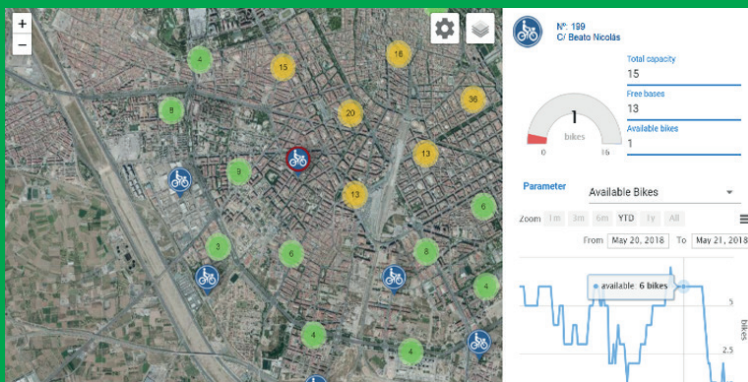 +
−
4
15
18
8
20
36
9
13
13
6
3
6
8
4
4
4
Nº: 199
C/ Beato Nicolás
Total capacity
15
Free bases
13
Available bikes
1
1
bikes
0 16
Parameter Available Bikes
Zoom 1m 3m 6m YTD 1y All
From May 20, 2018 To May 21, 2018
available: 6 bikes
5
bikes
2.5